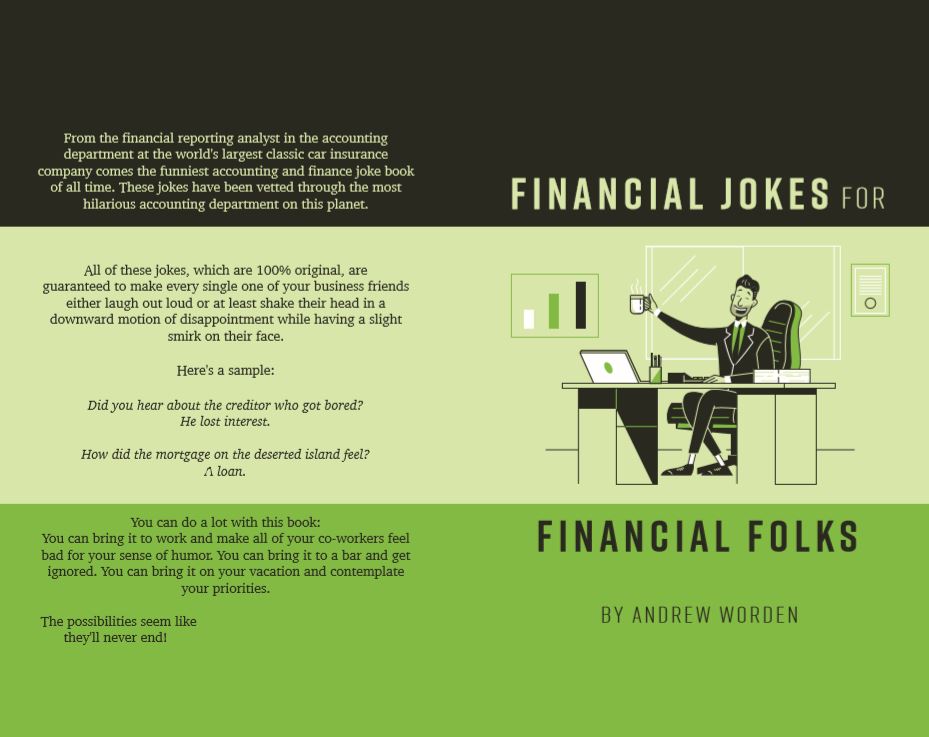 From the financial reporting analyst in the accounting
department at the world's largest classic car insurance
company comes the funniest accounting and finance joke book
of all time. These jokes have been vetted through the most
hilarious accounting department on this planet.
All of these jokes, which are 100% original, are
guaranteed to make every single one of your business friends
either laugh out loud or at least shake their head in a
downward motion of disappointment while having a slight
smirk on their face.
Here's a sample:
Did you hear about the creditor who got bored?
He lost interest.
How did the mortgage on the deserted island feel?
A loan.
You can do a lot with this book:
You can bring it to work and make all of your co-workers feel
bad for your sense of humor. You can bring it to a bar and get
ignored. You can bring it on your vacation and contemplate
your priorities.
The possibilities seem like
they'll never end!
FINANCIAL JOKES FOR
FINANCIAL FOLKS
BY ANDREW WORDEN